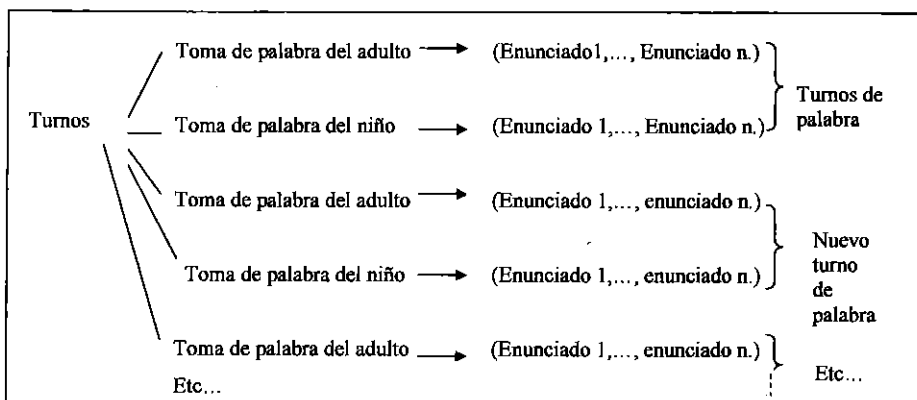 Toma de palabra del adulto (Enunciado1,..., Enunciado n.)
Turnos de
palabra
Turnos
Toma de palabra del niño (Enunciado 1,..., Enunciado n.)
Toma de palabra del adulto (Enunciado 1,..., enunciado n.)
Toma de palabra del niño (Enunciado 1,..., enunciado n.)
Nuevo
turno
de
palabra
Toma de palabra del adulto (Enunciado 1,..., enunciado n.)
Etc...
Etc...